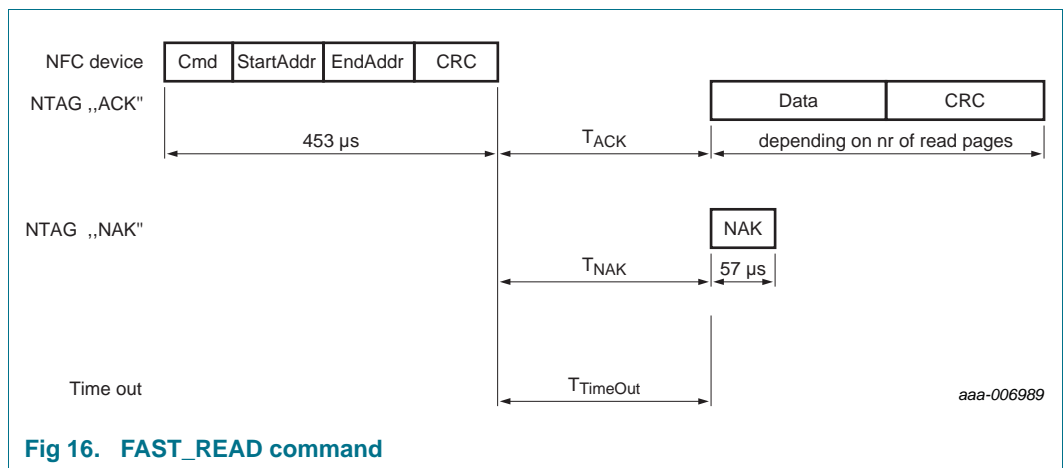 NFC device Cmd StartAddr EndAddr CRC
NTAG ,,ACK" Data CRC
453 µs TACK depending on nr of read pages
NTAG ,,NAK" NAK
TNAK 57 µs
Time out TTimeOut aaa-006989
Fig 16. FAST_READ command